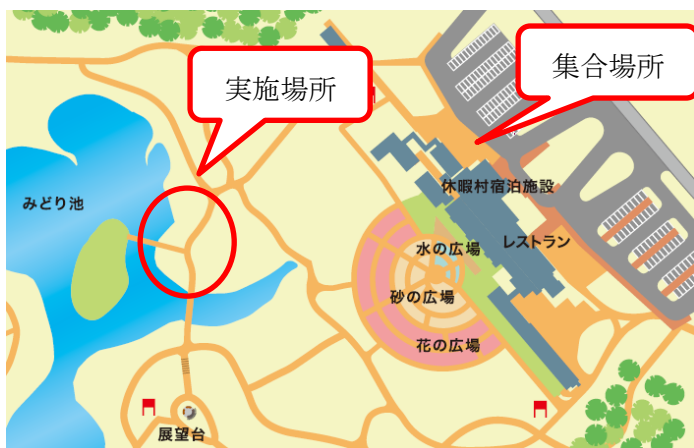 実施場所
集合場所
みどり池
休暇村宿泊施設
レストラン
水の広場
砂の広場
花の広場
展望台